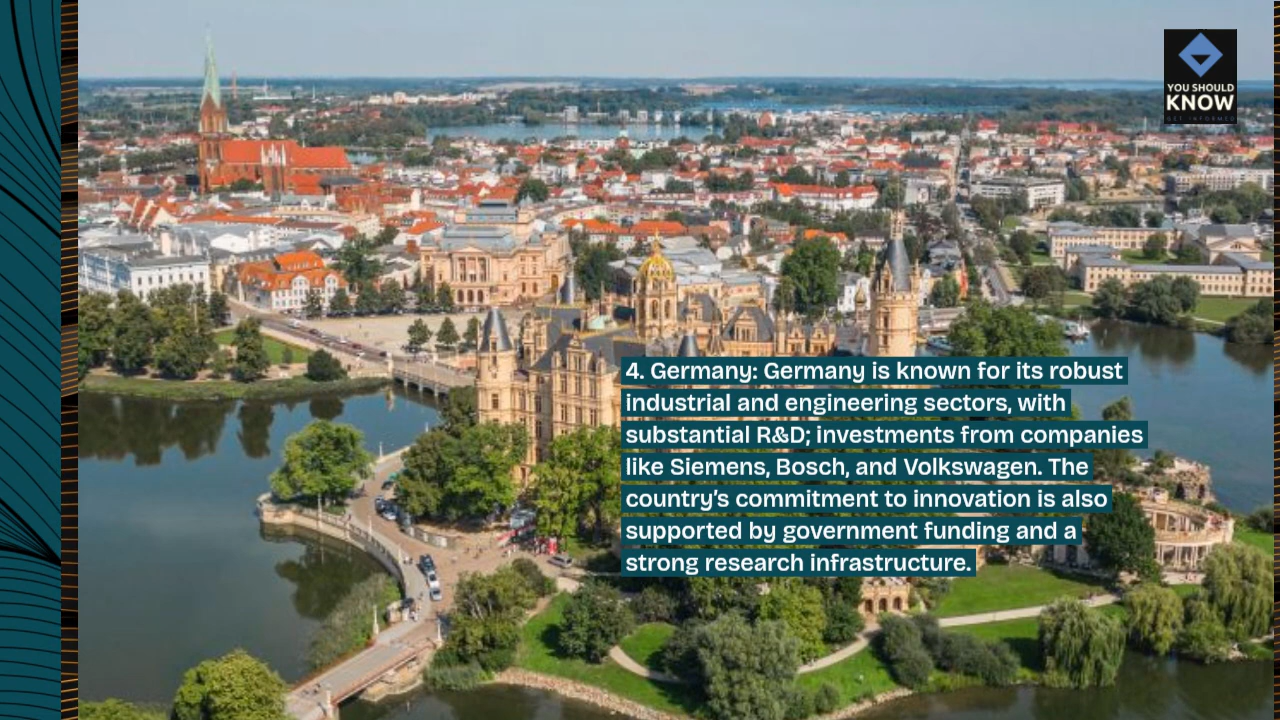 YOU SHOULD
KNOW
GET INFORMED
4. Germany: Germany is known for its robust
industrial and engineering sectors, with
substantial R&D; investments from companies
like Siemens, Bosch, and Volkswagen. The
country's commitment to innovation is also
supported by government funding and a
strong research infrastructure.